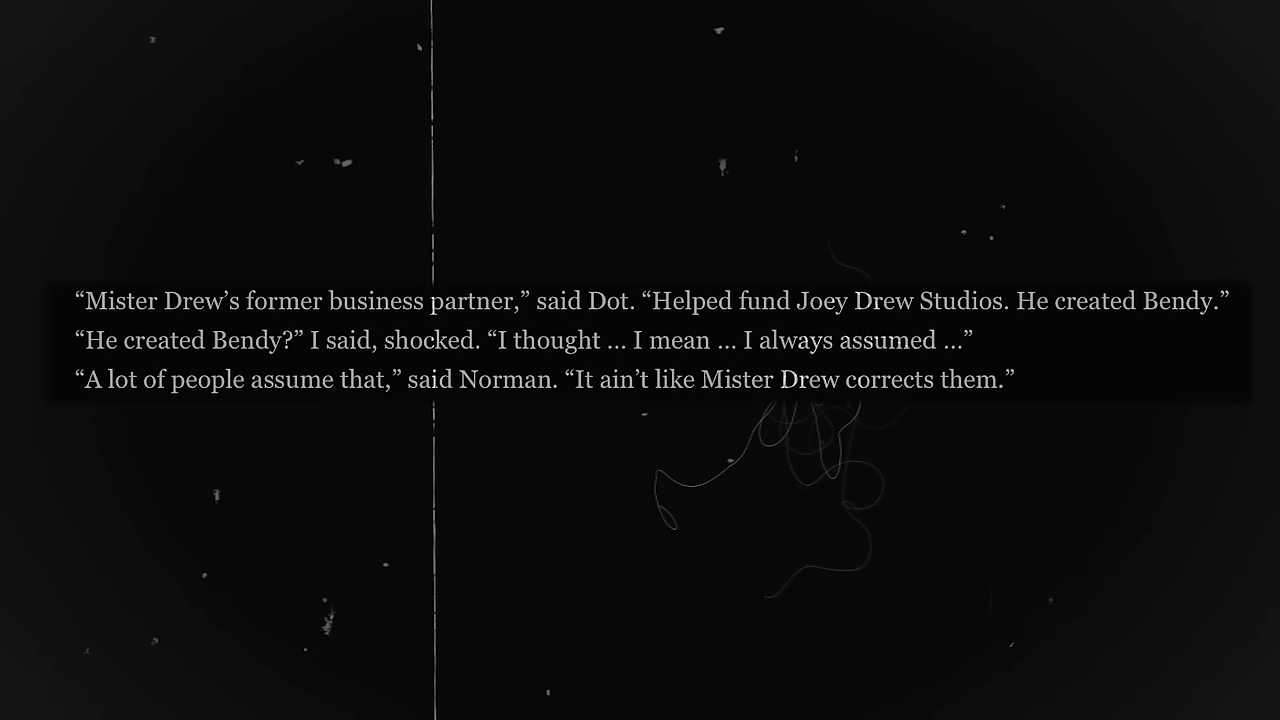 “Mister Drew’s former business partner,” said Dot. “Helped fund Joey Drew Studios. He created Bendy.”
“He created Bendy?” I said, shocked. “I thought … I mean … I always assumed …”
“A lot of people assume that,” said Norman. “It ain’t like Mister Drew corrects them.”